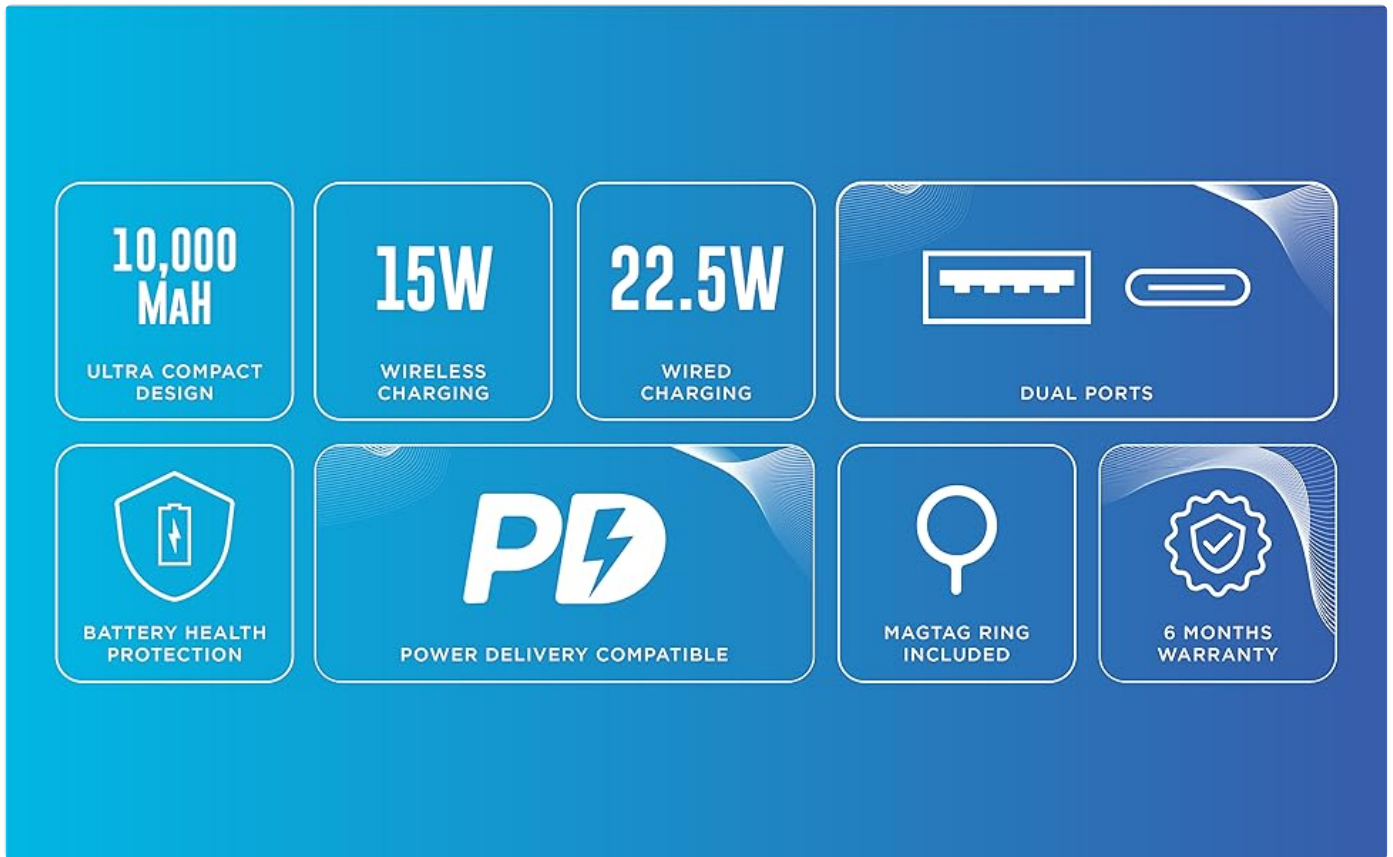 10,000
MAH
ULTRA COMPACT
DESIGN
15W
WIRELESS
CHARGING
22.5W
WIRED
CHARGING
DUAL PORTS
BATTERY HEALTH
PROTECTION
PD
POWER DELIVERY COMPATIBLE
MAGTAG RING
INCLUDED
6 MONTHS
WARRANTY